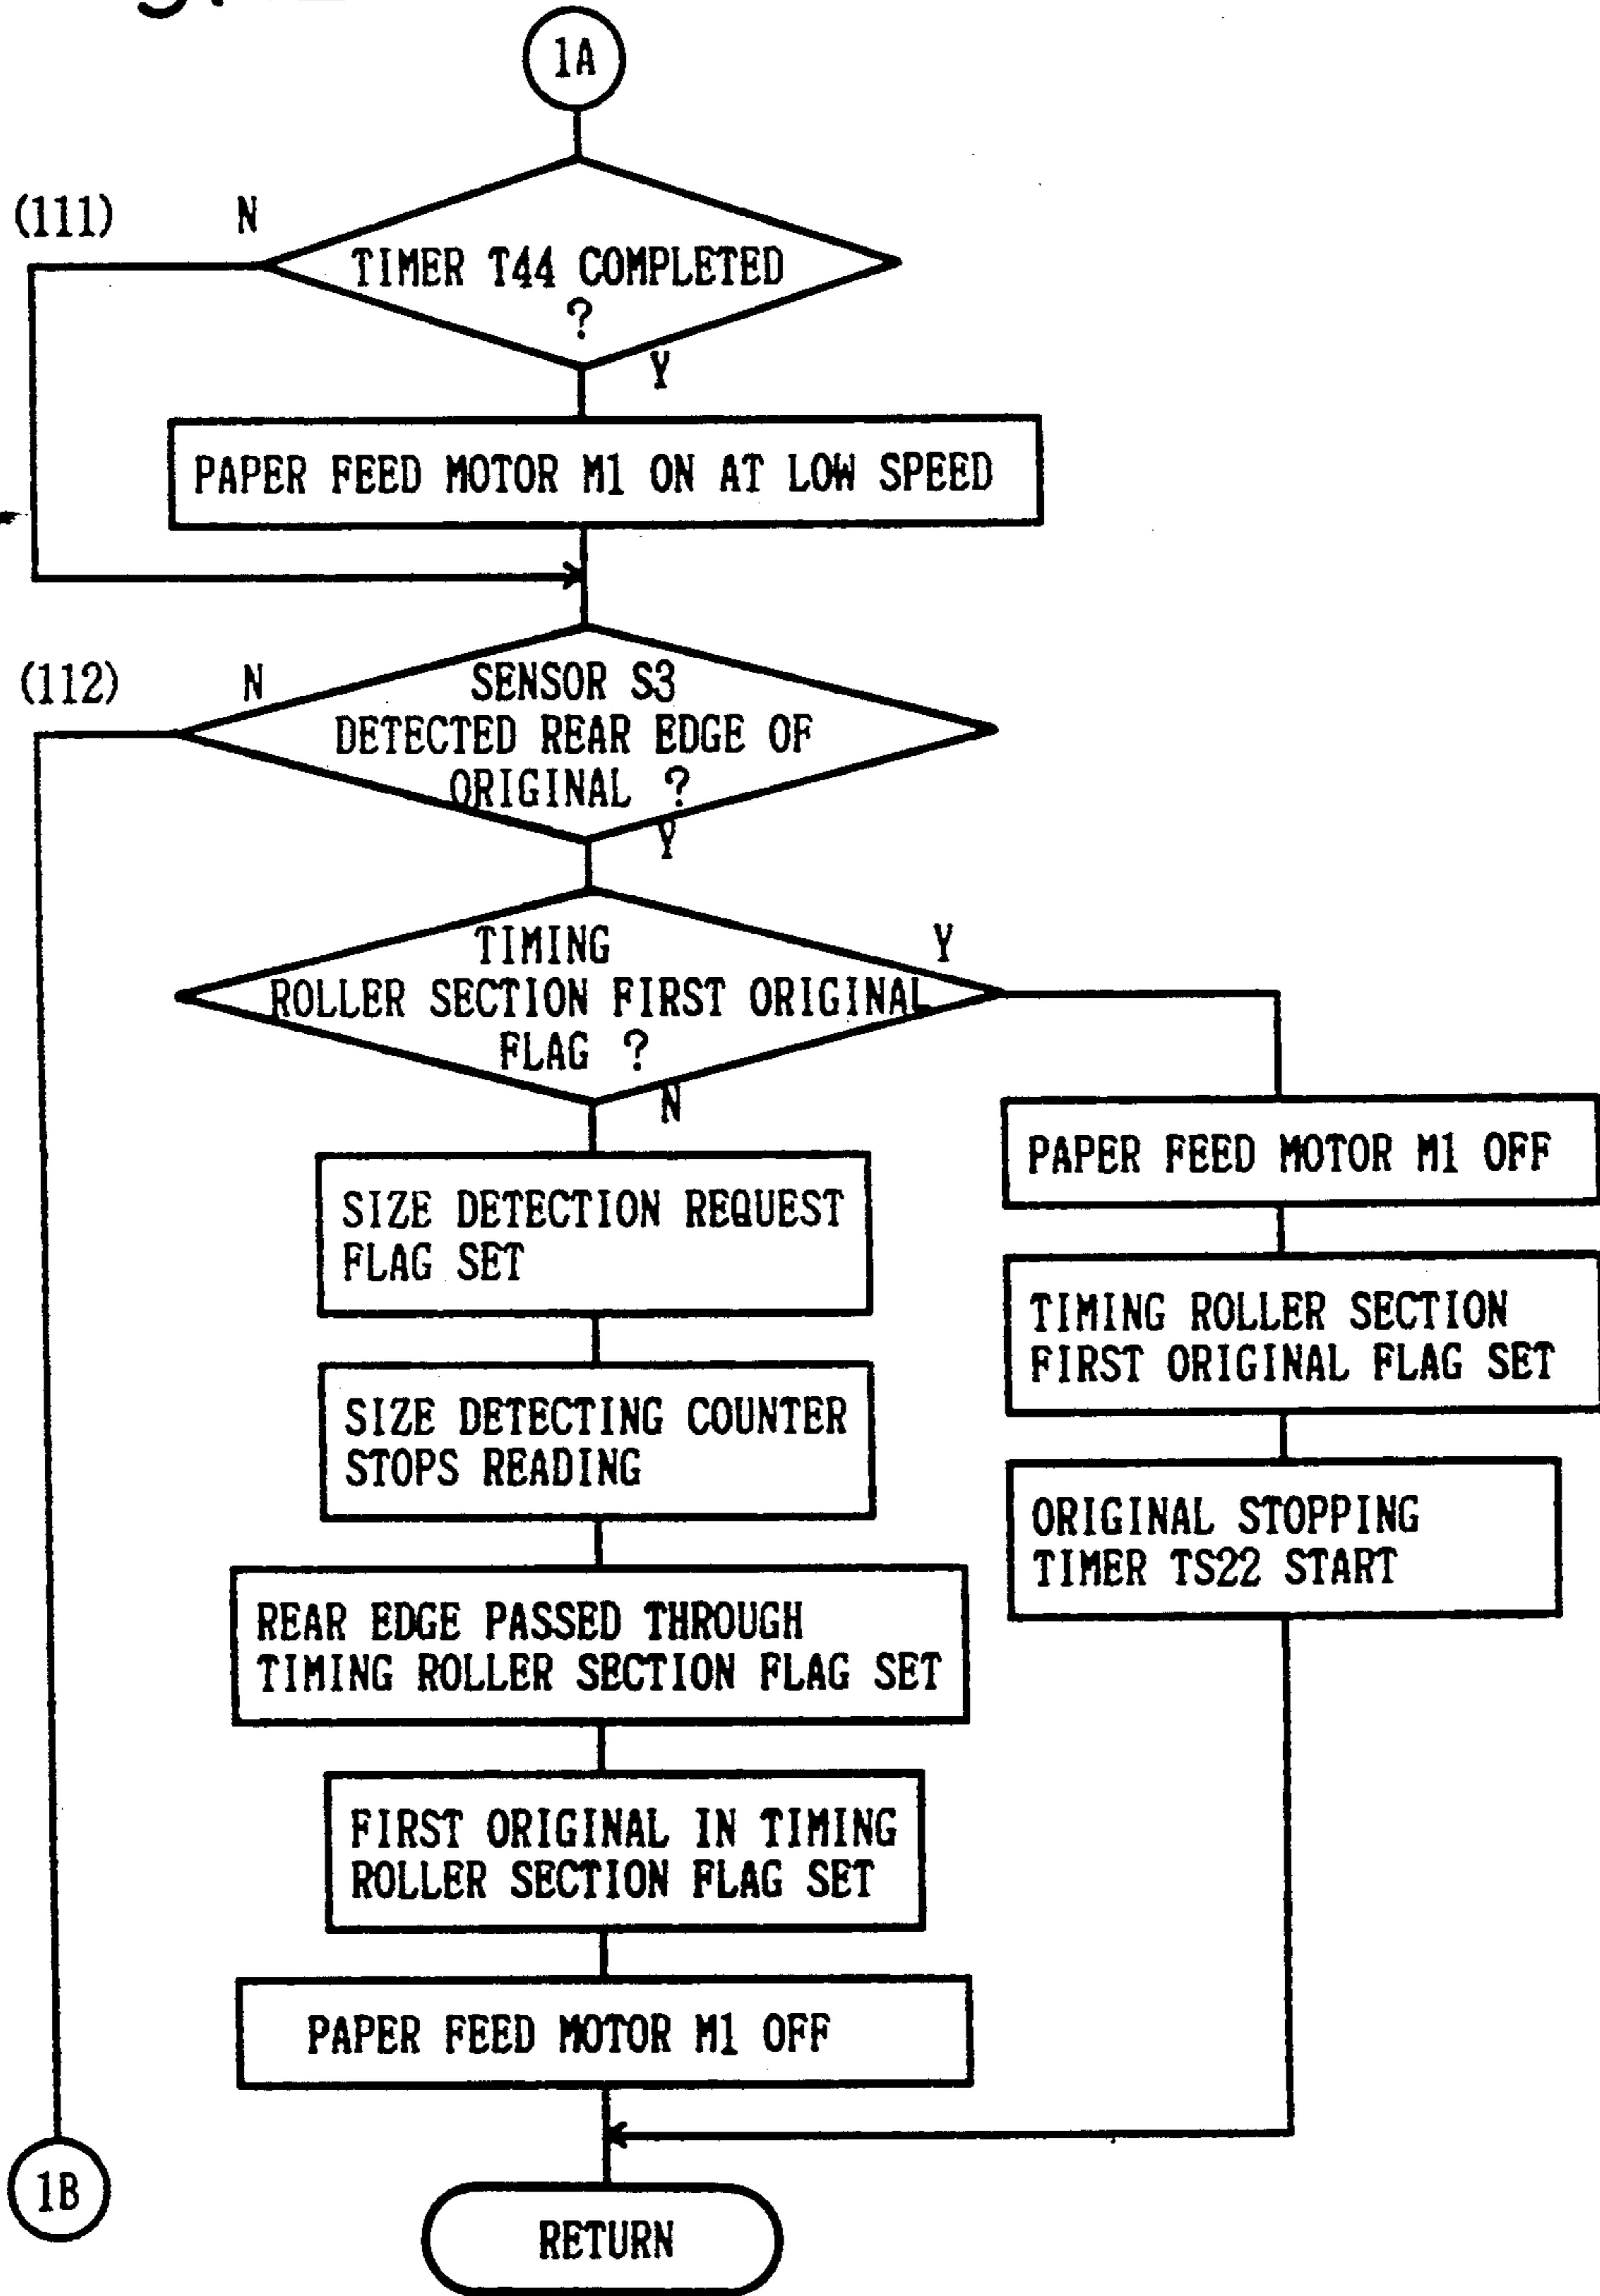 1A
(111)
N
TIMER T44 COMPLETED
?
Y
PAPER FEED MOTOR M1 ON AT LOW SPEED
(112)
N
SENSOR S3
DETECTED REAR EDGE OF
ORIGINAL ?
Y
TIMING
ROLLER SECTION FIRST ORIGINAL
FLAG ?
Y
N
SIZE DETECTION REQUEST
FLAG SET
SIZE DETECTING COUNTER
STOPS READING
REAR EDGE PASSED THROUGH
TIMING ROLLER SECTION FLAG SET
FIRST ORIGINAL IN TIMING
ROLLER SECTION FLAG SET
PAPER FEED MOTOR M1 OFF
PAPER FEED MOTOR M1 OFF
TIMING ROLLER SECTION
FIRST ORIGINAL FLAG SET
ORIGINAL STOPPING
TIMER TS22 START
1B
RETURN